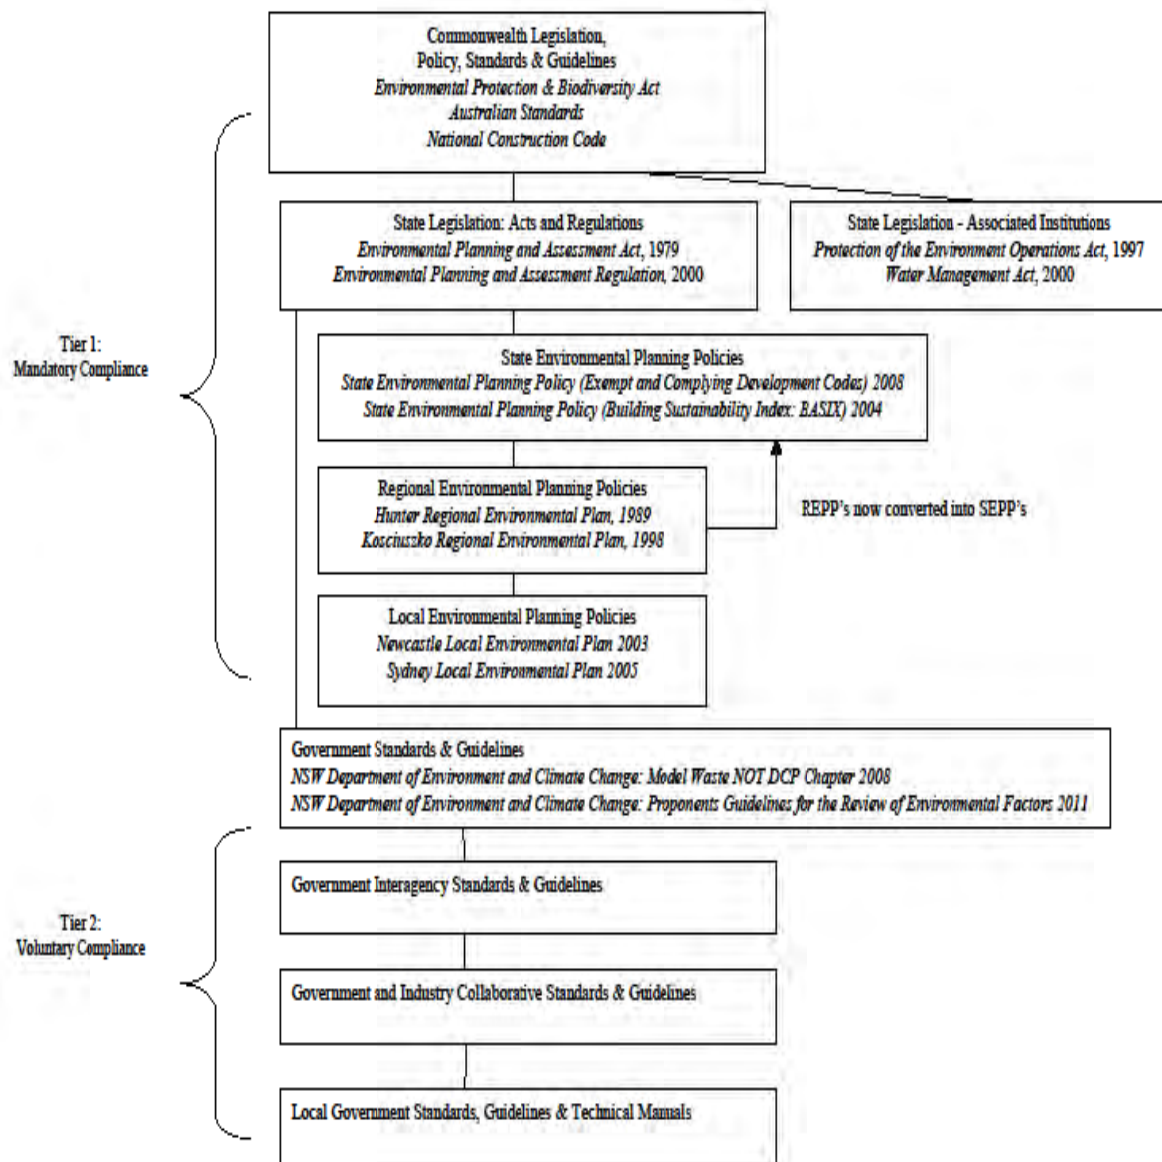 Commonwealth Legislation,
Policy, Standards & Guidelines
Environmental Protection & Biodiversity Act
Australian Standards
National Construction Code
State Legislation: Acts and Regulations
Environmental Planning and Assessment Act, 1979
Environmental Planning and Assessment Regulation, 2000
State Legislation - Associated Institutions
Protection of the Environment Operations Act, 1997
Water Management Act, 2000
Tier 1:
Mandatory Compliance
State Environmental Planning Policies
State Environmental Planning Policy (Exempt and Complying Development Codes) 2008
State Environmental Planning Policy (Building Sustainability Index: BASIX) 2004
Regional Environmental Planning Policies
Hunter Regional Environmental Plan, 1989
Kosciuszko Regional Environmental Plan, 1998
REPP's now converted into SEPP's
Local Environmental Planning Policies
Newcastle Local Environmental Plan 2003
Sydney Local Environmental Plan 2005
Government Standards & Guidelines
NSW Department of Environment and Climate Change: Model Waste NOT DCP Chapter 2008
NSW Department of Environment and Climate Change: Proponents Guidelines for the Review of Environmental Factors 2011
Tier 2:
Voluntary Compliance
Government Interagency Standards & Guidelines
Government and Industry Collaborative Standards & Guidelines
Local Government Standards, Guidelines & Technical Manuals